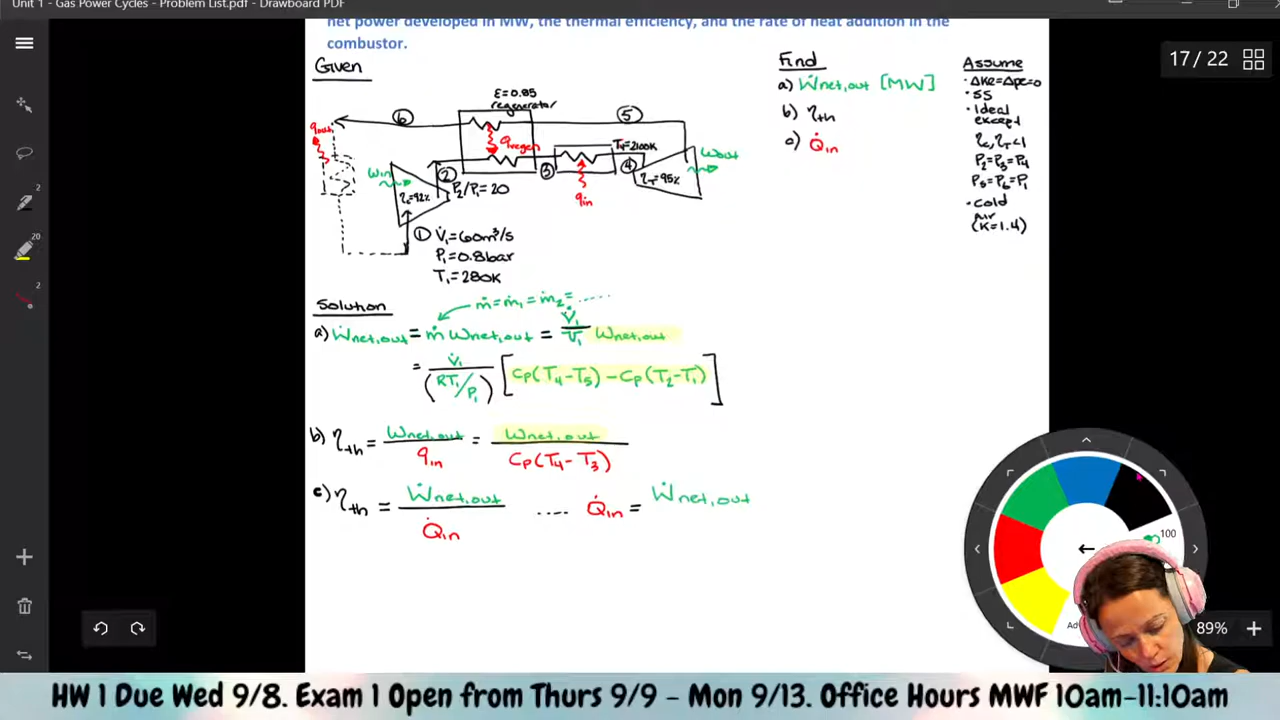 Unit 1 - Gas Power Cycles - Problem List.pdf - Drawboard PDF
net power developed in MW, the thermal efficiency, and the rate of heat addition in the
combustor.
17 / 22
Given
Find
a) Ẇnet,out [MW]
b) ηth
c) Q̇in
Assume
· Δke=Δpe=0
· SS
· Ideal
except
ηc, ηT<1
P2=P3=P4
P5=P6=P1
· Cold
Air
(K=1.4)
ε=0.85
regenerator
6
5
qout
qregen
T4=2100K
Wout
Win
2
P2/P1=20
3
4
ηc=92%
ηT=95%
qin
1 V̇1=60m³/s
P1=0.8bar
T1=280K
Solution
ṁ=ṁ1=ṁ2=.....
a) Ẇnet,out = ṁ Wnet,out = V̇1/V1 Wnet,out
= V̇1/(RT1/P1) [CP(T4-T5)-CP(T2-T1)]
b) ηth = Wnet,out/qin = Wnet,out/CP(T4-T3)
c) ηth = Ẇnet,out/Q̇in .... Q̇in = Ẇnet,out
20
2
2
100
Ad
89%
HW 1 Due Wed 9/8. Exam 1 Open from Thurs 9/9 - Mon 9/13. Office Hours MWF 10am-11:10am